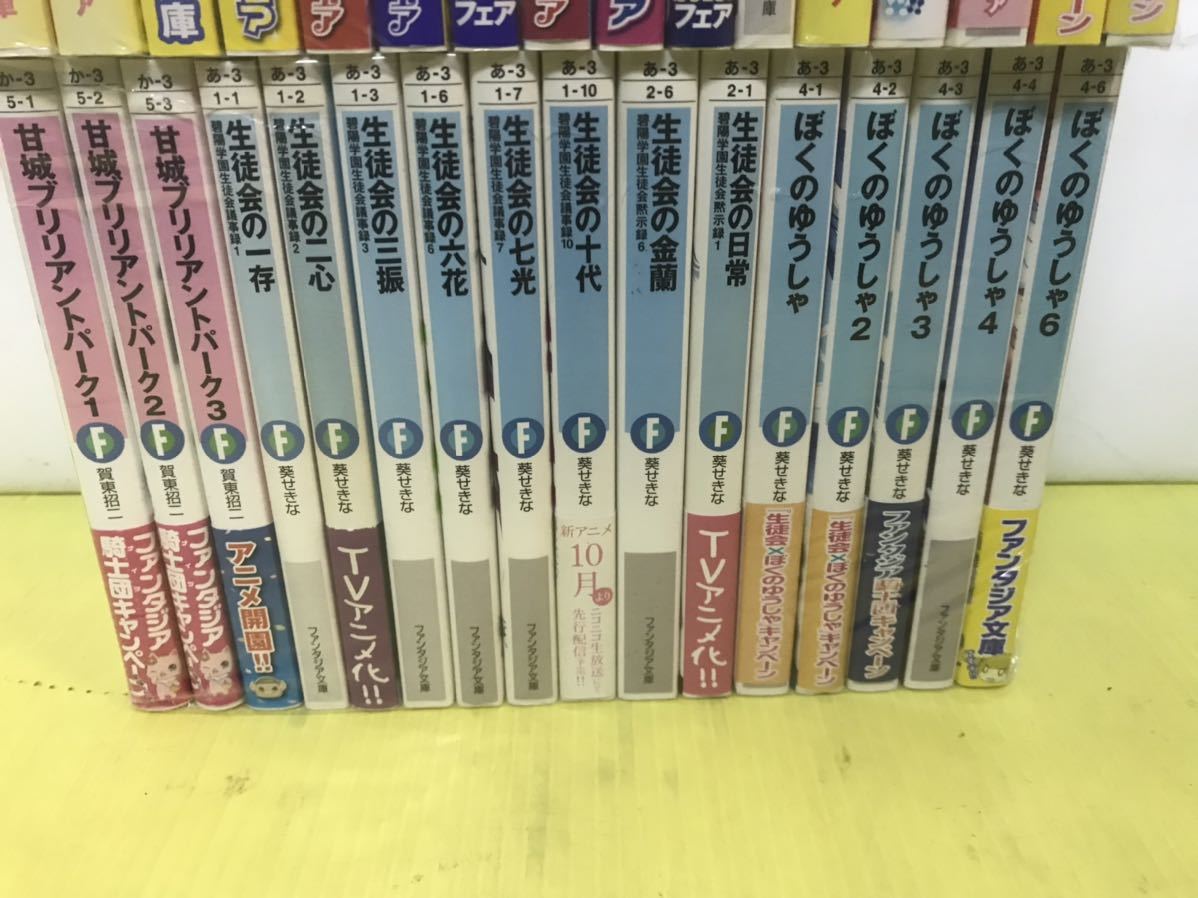 庫
ア
ェア
ア
フェア
ア
ア
フェア
庫
ア
ーン
ン
か-3
5-1
甘城ブリリアントパーク1
F
賀東招二
ファンタジア
騎士団キャンペーン
か-3
5-2
甘城ブリリアントパーク2
F
賀東招二
ファンタジア
騎士団キャンペーン
か-3
5-3
甘城ブリリアントパーク3
F
賀東招二
アニメ開園!!
あ-3
1-1
生徒会の一存
碧陽学園生徒会議事録1
F
葵せきな
ファンタジア文庫
あ-3
1-2
生徒会の二心
碧陽学園生徒会議事録2
F
葵せきな
TVアニメ化!!
あ-3
1-3
生徒会の三振
碧陽学園生徒会議事録3
F
葵せきな
ファンタジア文庫
あ-3
1-6
生徒会の六花
碧陽学園生徒会議事録6
F
葵せきな
ファンタジア文庫
あ-3
1-7
生徒会の七光
碧陽学園生徒会議事録7
F
葵せきな
ファンタジア文庫
あ-3
1-10
生徒会の十代
碧陽学園生徒会議事録10
F
葵せきな
新アニメ
10月より
ニコニコ生放送にて
先行配信予定!!
あ-3
2-6
生徒会の金蘭
碧陽学園生徒会黙示録6
F
葵せきな
ファンタジア文庫
あ-3
2-1
生徒会の日常
碧陽学園生徒会黙示録1
F
葵せきな
TVアニメ化!!
あ-3
4-1
ぼくのゆうしゃ
F
葵せきな
『生徒会×ぼくのゆうしゃキャンペーン
あ-3
4-2
ぼくのゆうしゃ2
F
葵せきな
『生徒会×ぼくのゆうしゃキャンペーン
あ-3
4-3
ぼくのゆうしゃ3
F
葵せきな
ファンタジア騎士団キャンペーン
あ-3
4-4
ぼくのゆうしゃ4
F
葵せきな
ファンタジア文庫
あ-3
4-6
ぼくのゆうしゃ6
F
葵せきな
ファンタジア文庫